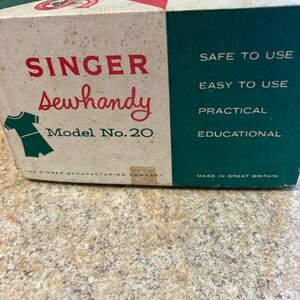 SINGER
sewhandy
Model No. 20
THE SINGER MANUFACTURING COMPANY
SAFE TO USE
EASY TO USE
PRACTICAL
EDUCATIONAL
MADE IN GREAT BRITAIN